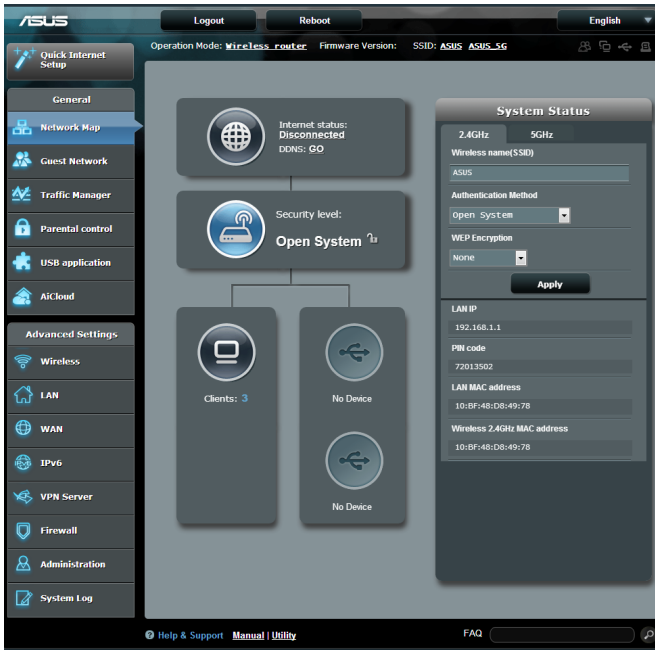 ASUS
Logout
Reboot
English
Quick Internet
Setup
Operation Mode: Wireless router Firmware Version: SSID: ASUS ASUS_5G
General
Network Map
Guest Network
Traffic Manager
Parental control
USB application
AiCloud
Advanced Settings
Wireless
LAN
WAN
IPv6
VPN Server
Firewall
Administration
System Log
Internet status:
Disconnected
DDNS: GO
Security level:
Open System
Clients: 3
No Device
No Device
System Status
2.4GHz
5GHz
Wireless name(SSID)
ASUS
Authentication Method
Open System
WEP Encryption
None
Apply
LAN IP
192.168.1.1
PIN code
72013502
LAN MAC address
10:BF:48:D8:49:78
Wireless 2.4GHz MAC address
10:BF:48:D8:49:78
Help & Support Manual | Utility
FAQ